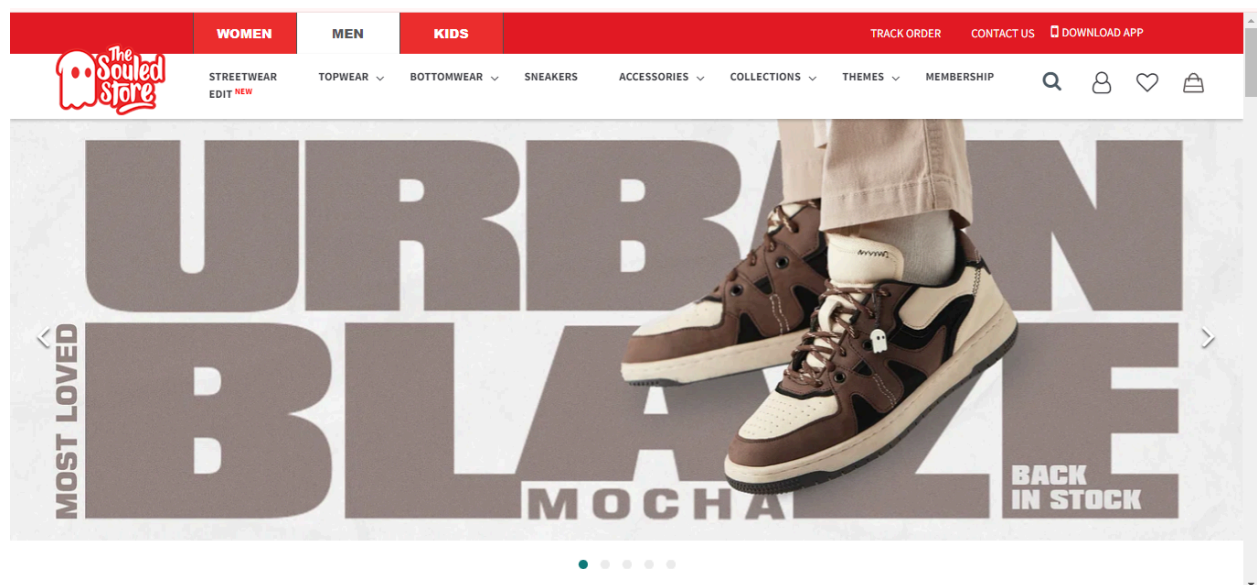 WOMEN MEN KIDS TRACK ORDER CONTACT US DOWNLOAD APP
The
Souled
Store
STREETWEAR TOPWEAR BOTTOMWEAR SNEAKERS ACCESSORIES COLLECTIONS THEMES MEMBERSHIP
EDIT NEW
URBAN
BLAZE
MOST LOVED
MOCHA
BACK
IN STOCK